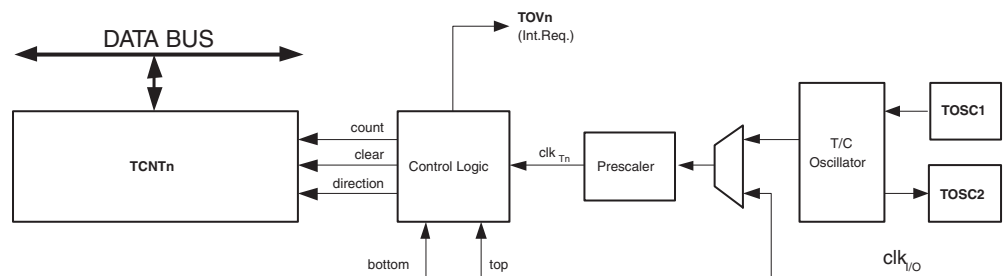 DATA BUS
TOVn
(Int.Req.)
TCNTn
count
clear
direction
Control Logic
clk Tn
Prescaler
T/C
Oscillator
TOSC1
TOSC2
bottom
top
clk I/O